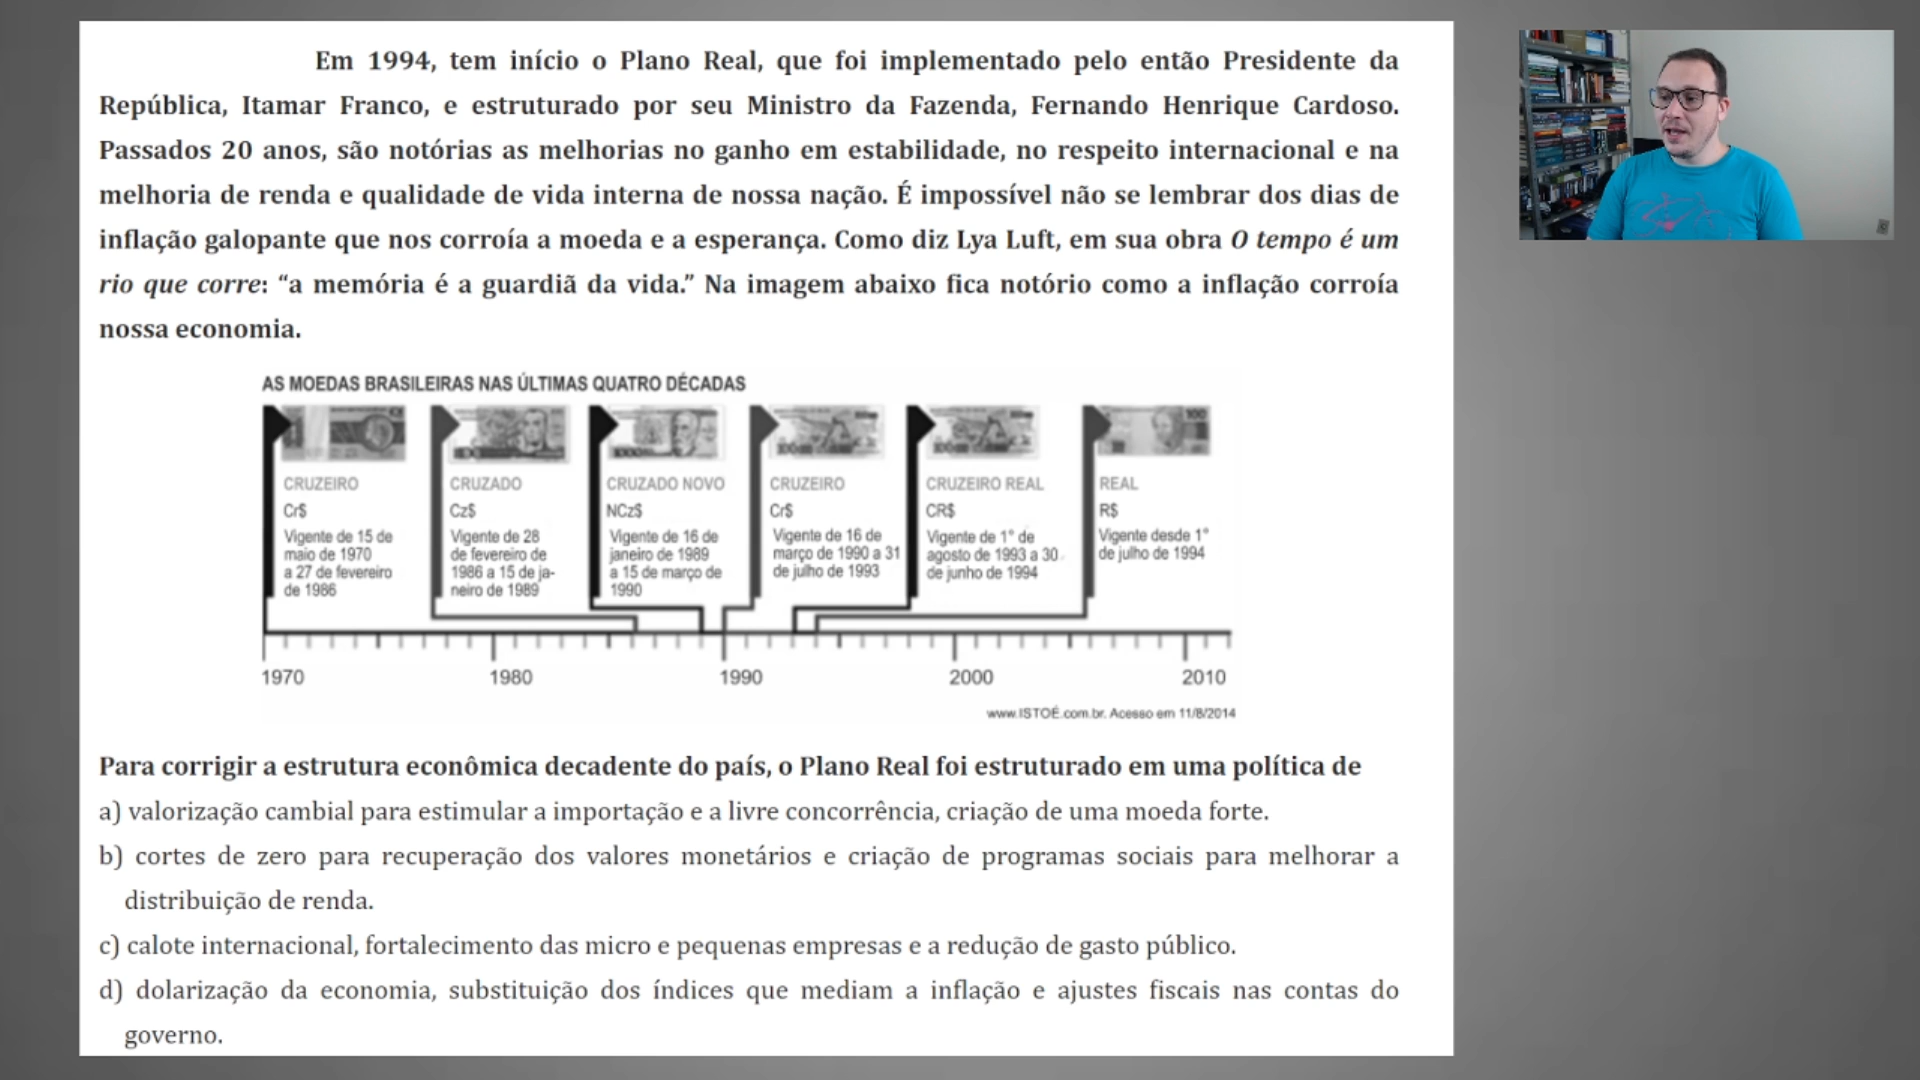 Em 1994, tem início o Plano Real, que foi implementado pelo então Presidente da
República, Itamar Franco, e estruturado por seu Ministro da Fazenda, Fernando Henrique Cardoso.
Passados 20 anos, são notórias as melhorias no ganho em estabilidade, no respeito internacional e na
melhoria de renda e qualidade de vida interna de nossa nação. É impossível não se lembrar dos dias de
inflação galopante que nos corroía a moeda e a esperança. Como diz Lya Luft, em sua obra O tempo é um
rio que corre: “a memória é a guardiã da vida.” Na imagem abaixo fica notório como a inflação corroía
nossa economia.
AS MOEDAS BRASILEIRAS NAS ÚLTIMAS QUATRO DÉCADAS
CRUZEIRO
Cr$
Vigente de 15 de
maio de 1970
a 27 de fevereiro
de 1986
CRUZADO
Cz$
Vigente de 28
de fevereiro de
1986 a 15 de ja-
neiro de 1989
CRUZADO NOVO
NCz$
Vigente de 16 de
janeiro de 1989
a 15 de março de
1990
CRUZEIRO
Cr$
Vigente de 16 de
março de 1990 a 31
de julho de 1993
CRUZEIRO REAL
CR$
Vigente de 1° de
agosto de 1993 a 30
de junho de 1994
100
REAL
R$
Vigente desde 1°
de julho de 1994
1970 1980 1990 2000 2010
www.ISTOÉ.com.br. Acesso em 11/8/2014
Para corrigir a estrutura econômica decadente do país, o Plano Real foi estruturado em uma política de
a) valorização cambial para estimular a importação e a livre concorrência, criação de uma moeda forte.
b) cortes de zero para recuperação dos valores monetários e criação de programas sociais para melhorar a
distribuição de renda.
c) calote internacional, fortalecimento das micro e pequenas empresas e a redução de gasto público.
d) dolarização da economia, substituição dos índices que mediam a inflação e ajustes fiscais nas contas do
governo.